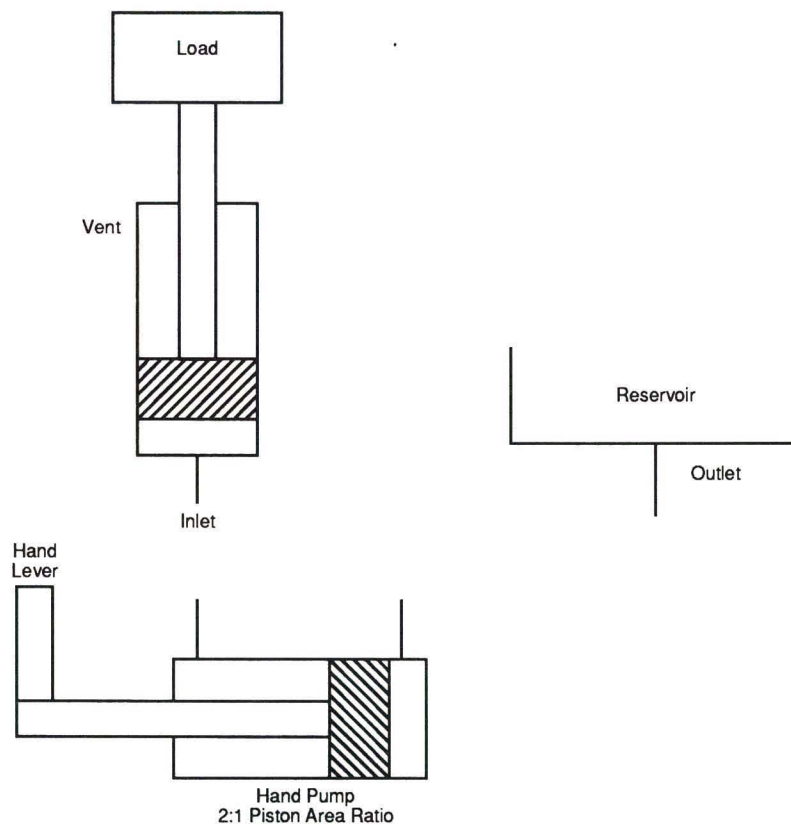 Load
Vent
Reservoir
Outlet
Inlet
Hand
Lever
Hand Pump
2:1 Piston Area Ratio